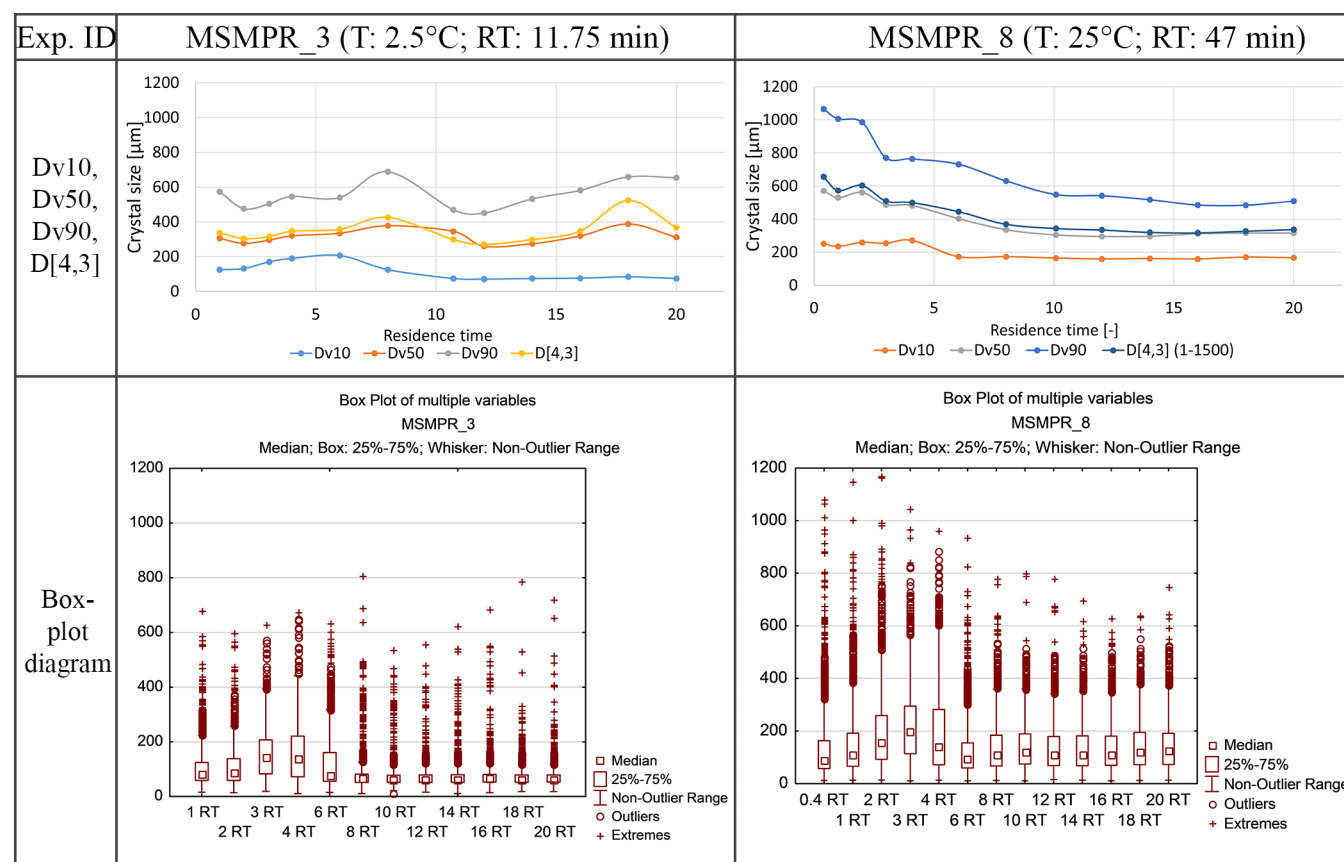 Exp. ID
MSMPR_3 (T: 2.5°C; RT: 11.75 min)
MSMPR_8 (T: 25°C; RT: 47 min)
Dv10,
Dv50,
Dv90,
D[4,3]
Crystal size [µm]
1200
1000
800
600
400
200
0
0
5
10
15
20
Residence time
Dv10
Dv50
Dv90
D[4,3]
Crystal size [µm]
1200
1000
800
600
400
200
0
0
5
10
15
20
Residence time [-]
Dv10
Dv50
Dv90
D[4,3] (1-1500)
Box-
plot
diagram
Box Plot of multiple variables
MSMPR_3
Median; Box: 25%-75%; Whisker: Non-Outlier Range
1200
1000
800
600
400
200
0
1 RT
3 RT
6 RT
10 RT
14 RT
18 RT
2 RT
4 RT
8 RT
12 RT
16 RT
20 RT
Median
25%-75%
Non-Outlier Range
Outliers
Extremes
Box Plot of multiple variables
MSMPR_8
Median; Box: 25%-75%; Whisker: Non-Outlier Range
1200
1000
800
600
400
200
0
0.4 RT
2 RT
4 RT
8 RT
12 RT
16 RT
20 RT
1 RT
3 RT
6 RT
10 RT
14 RT
18 RT
Median
25%-75%
Non-Outlier Range
Outliers
Extremes